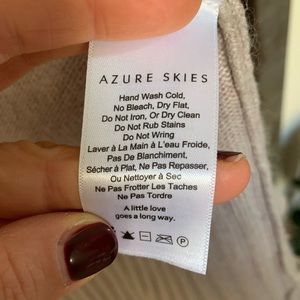 AZURE SKIES
Hand Wash Cold,
No Bleach, Dry Flat,
Do Not Iron, Or Dry Clean
Do Not Rub Stains
Do Not Wring
Laver à La Main à L'eau Froide,
Pas De Blanchiment,
Sécher à Plat, Ne Pas Repasser,
Ou Nettoyer à Sec
Ne Pas Frotter Les Taches
Ne Pas Tordre
A little love
goes a long way.
P